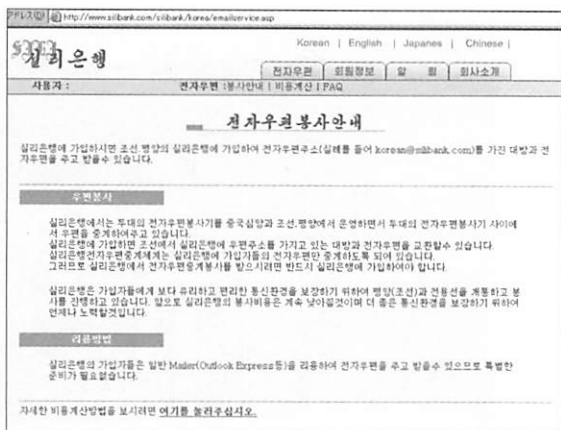 http://www.silibank.com/silibank/korea/emailservice.asp
Korean | English | Japanes | Chinese |
실리은행
전자우편 회원정보 알 림 회사소개
사용자 : 전자우편 :봉사안내 | 비용계산 | FAQ
전자우편봉사안내
실리은행에 가입하시면 조선.평양의 실리은행에 가입하여 전자우편주소(실례를 들어 korean@silibank.com)를 가진 대방과 전
자우편을 주고 받을수 있습니다.
우편봉사
실리은행에서는 두대의 전자우편봉사기를 중국심양과 조선.평양에서 운영하면서 두대의 전자우편봉사기 사이에
서 우편을 중계하여주고 있습니다.
실리은행에 가입하면 조선에서 실리은행에 우편주소를 가지고 있는 대방과 전자우편을 교환할수 있습니다.
실리은행전자우편중계체계는 실리은행에 가입자들의 전자우편만 중계하도록 되여 있습니다.
그러므로 실리은행에서 전자우편중계봉사를 받으시려면 반드시 실리은행에 가입하여야 합니다.
실리은행은 가입자들에게 보다 유리하고 편리한 통신환경을 보장하기 위하여 평양(조선)과 전용선을 개통하고 봉
사를 진행하고 있습니다. 앞으로 실리은행의 봉사비용은 계속 낮아질것이며 더 좋은 통신환경을 보장하기 위하여
언제나 노력할것입니다.
리용방법
실리은행의 가입자들은 일반 Mailer(Outlook Express등)을 리용하여 전자우편을 주고 받을수 있으므로 특별한
준비가 필요없습니다.
자세한 비용계산방법을 보시려면 여기를 눌러주십시오.